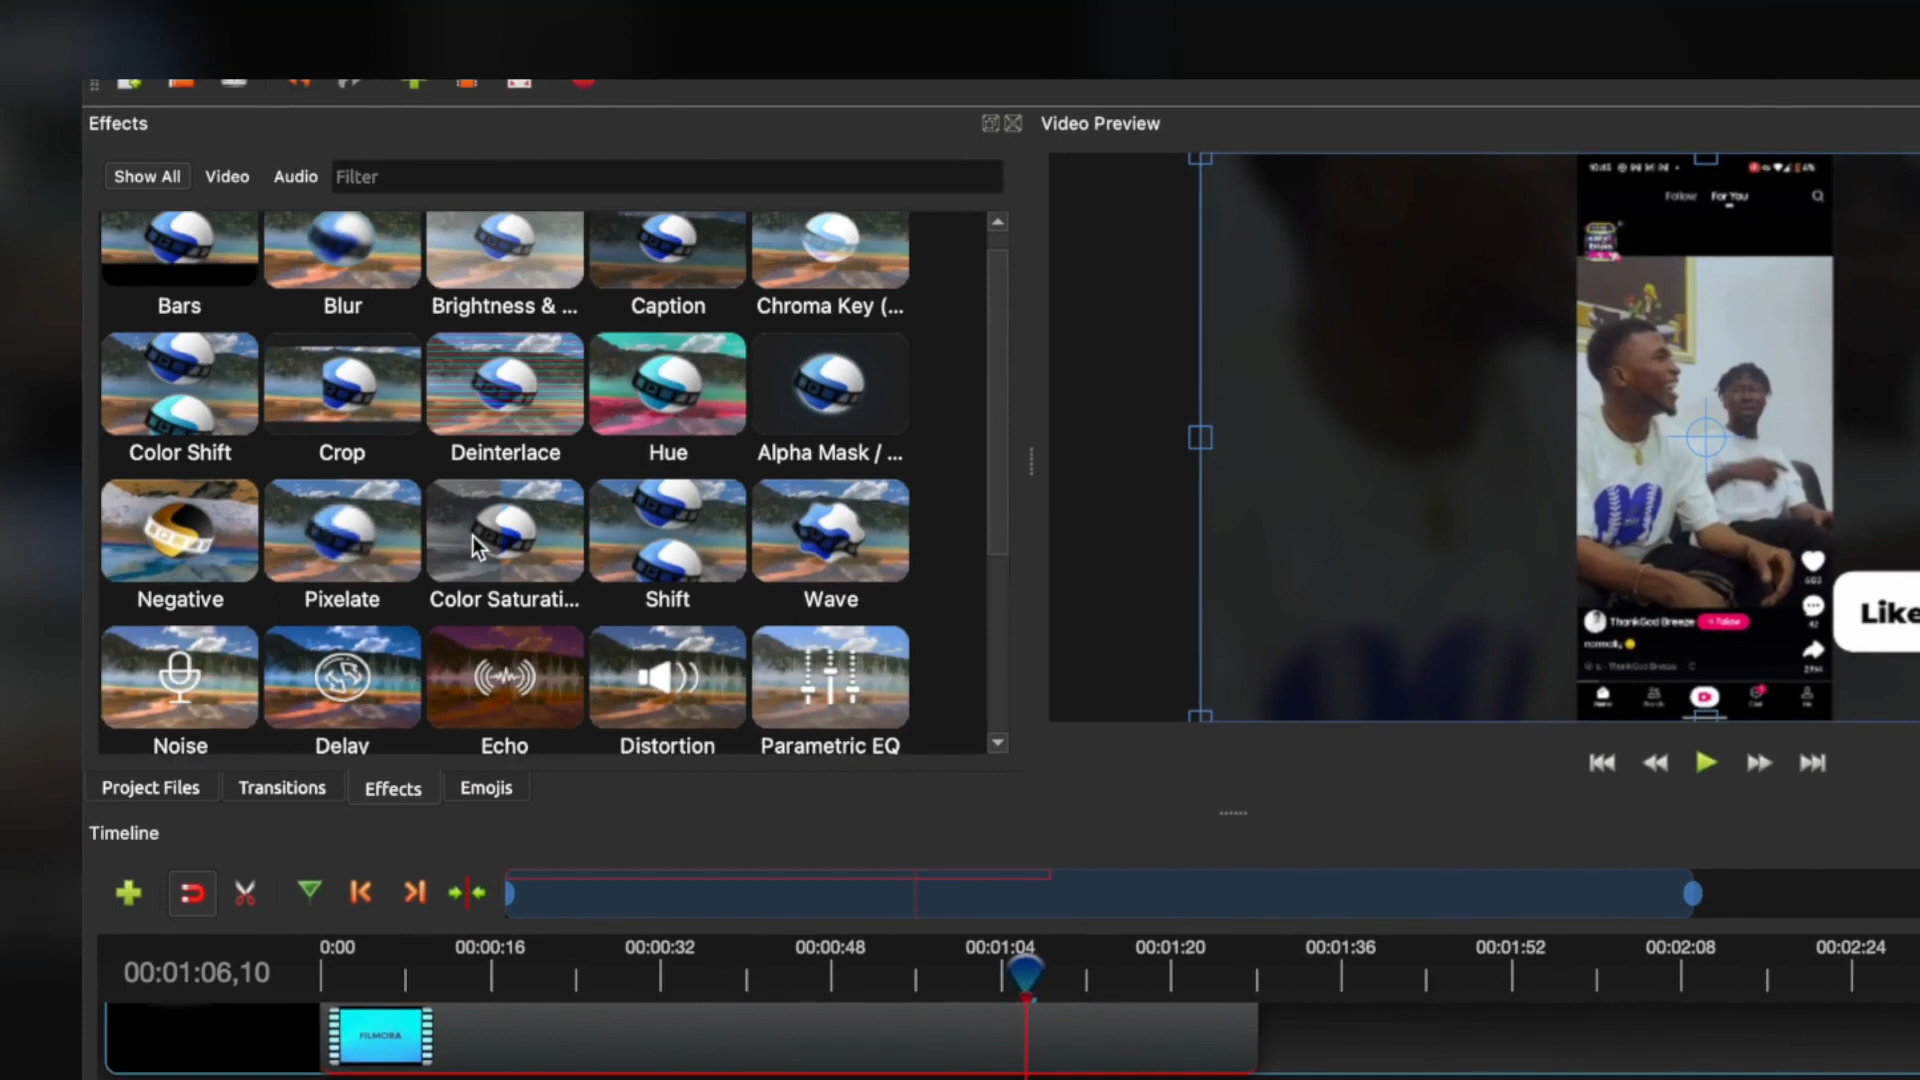 Effects
Video Preview
Show All
Video
Audio
Filter
Bars
Blur
Brightness & ...
Caption
Chroma Key (...
Color Shift
Crop
Deinterlace
Hue
Alpha Mask / ...
Negative
Pixelate
Color Saturati...
Shift
Wave
Noise
Delay
Echo
Distortion
Parametric EQ
10:45
Follow
For You
ThankGod Breeze
+ Follow
normally
Like
Project Files
Transitions
Effects
Emojis
Timeline
0:00
00:00:16
00:00:32
00:00:48
00:01:04
00:01:20
00:01:36
00:01:52
00:02:08
00:02:24
00:01:06,10
FILMORA